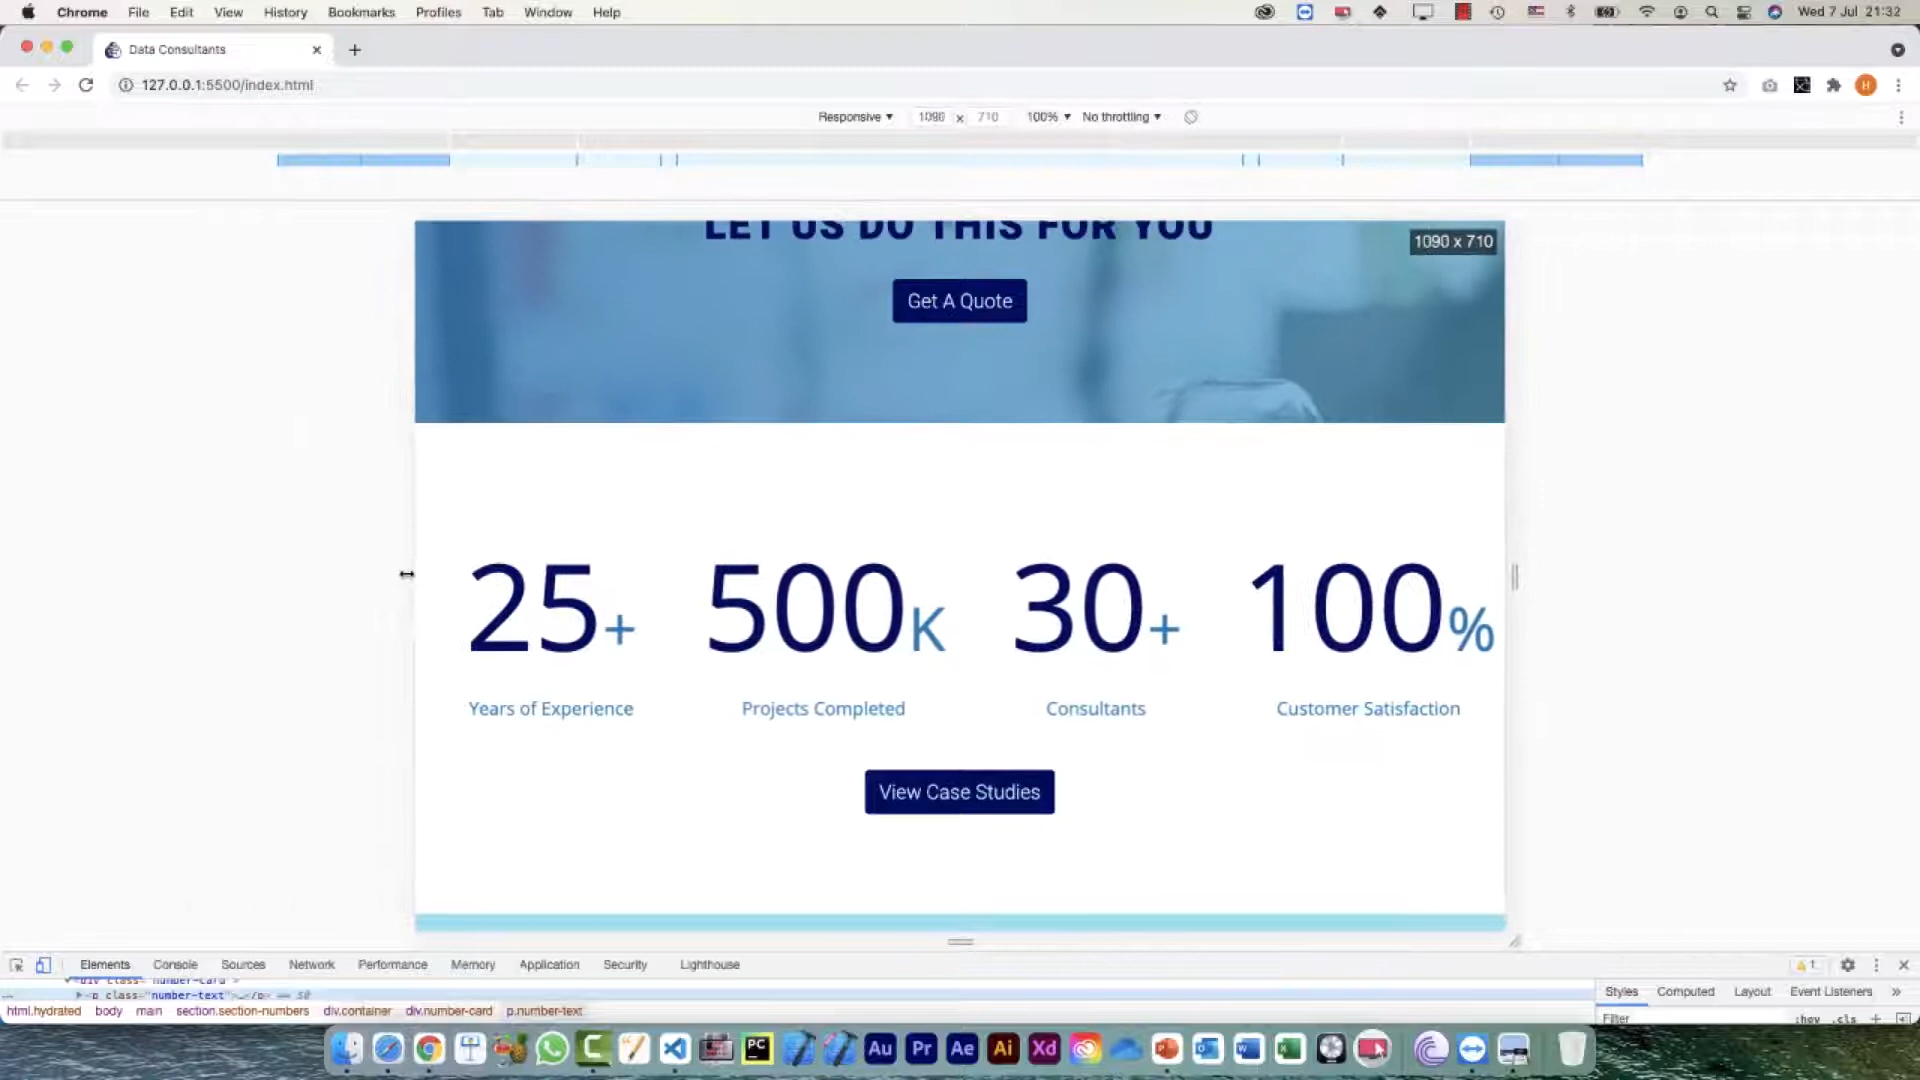 Chrome File Edit View History Bookmarks Profiles Tab Window Help Wed 7 Jul 21:32
Data Consultants
127.0.0.1:5500/index.html H
Responsive 1090 x 710 100% No throttling
LET US DO THIS FOR YOU
1090 x 710
Get A Quote
25+ 500K 30+ 100%
Years of Experience Projects Completed Consultants Customer Satisfaction
View Case Studies
Elements Console Sources Network Performance Memory Application Security Lighthouse 1
<div class="number-card">
<p class="number-text">…</p> == $0
Styles Computed Layout Event Listeners »
html.hydrated body main section.section-numbers div.container div.number-card p.number-text
Filter :hov .cls +
PC Au Pr Ae Ai Xd